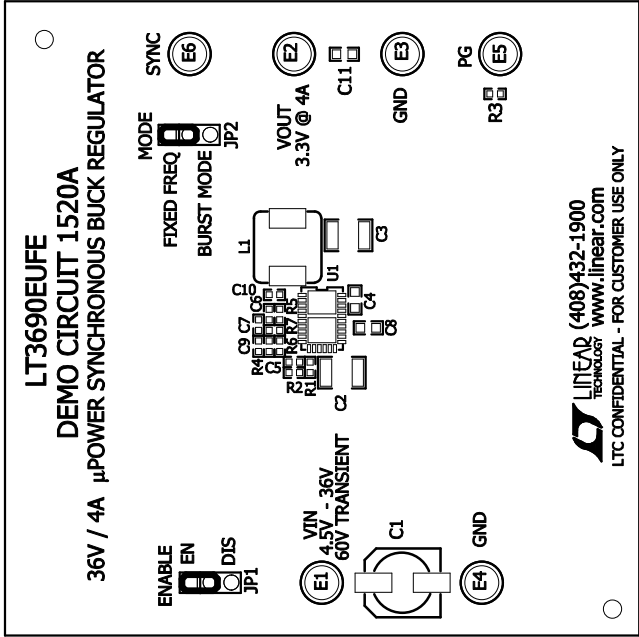 LT3690EUFE
DEMO CIRCUIT 1520A
36V / 4A µPOWER SYNCHRONOUS BUCK REGULATOR
ENABLE
EN
DIS
JP1
MODE
FIXED FREQ
BURST MODE
JP2
SYNC
E6
VIN
4.5V - 36V
60V TRANSIENT
E1
C1
E4
GND
C10
C6
C7
C9
R4
C5
R5
R7
R6
R2
R1
C2
L1
U1
C3
C4
C8
E2
VOUT
3.3V @ 4A
C11
E3
GND
PG
E5
R3
LINEAR
TECHNOLOGY
(408)432-1900
www.linear.com
LTC CONFIDENTIAL - FOR CUSTOMER USE ONLY